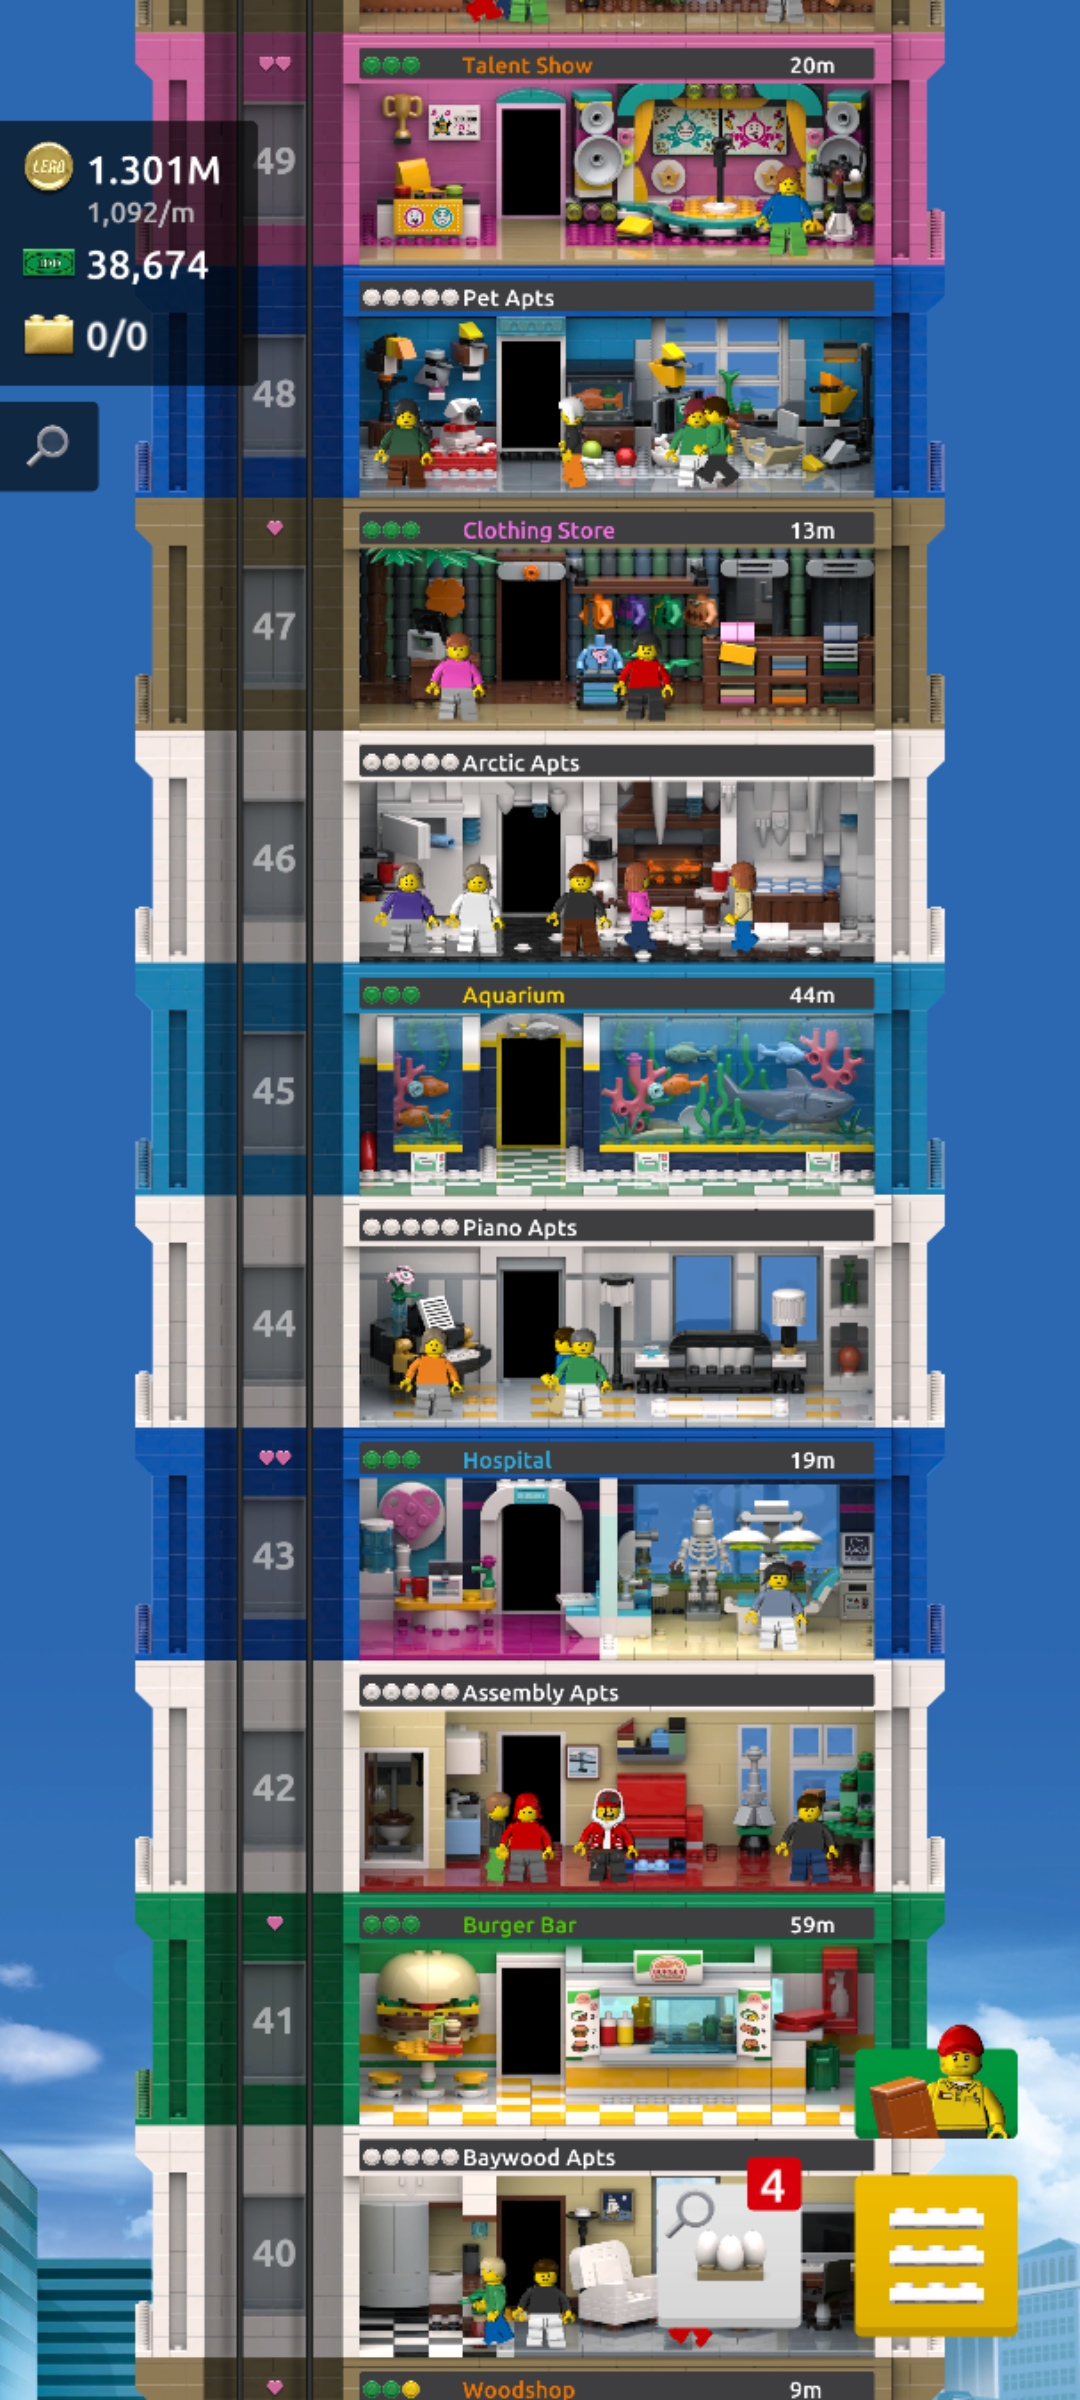 Talent Show 20m
49
LEGO 1.301M
1,092/m
38,674
0/0
Pet Apts
48
Clothing Store 13m
47
Arctic Apts
46
Aquarium 44m
45
Piano Apts
44
Hospital 19m
43
Assembly Apts
42
Burger Bar 59m
41
Baywood Apts
4
40
Woodshop 9m